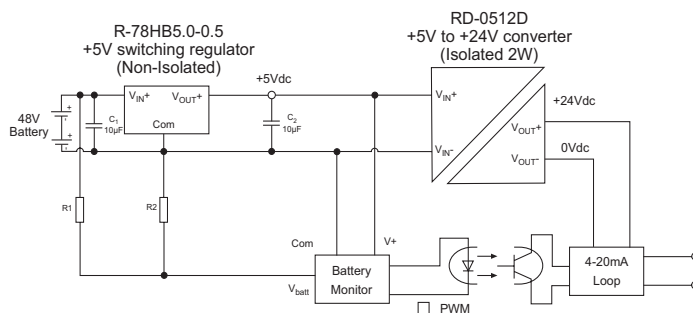 R-78HB5.0-0.5
+5V switching regulator
(Non-Isolated)
RD-0512D
+5V to +24V converter
(Isolated 2W)
+5Vdc
VIN+
VOUT+
Com
48V
Battery
+
-
+
-
C1
10µF
C2
10µF
VIN+
VIN-
+24Vdc
VOUT+
VOUT-
0Vdc
R1
R2
Com
V+
Vbatt
Battery
Monitor
PWM
4-20mA
Loop